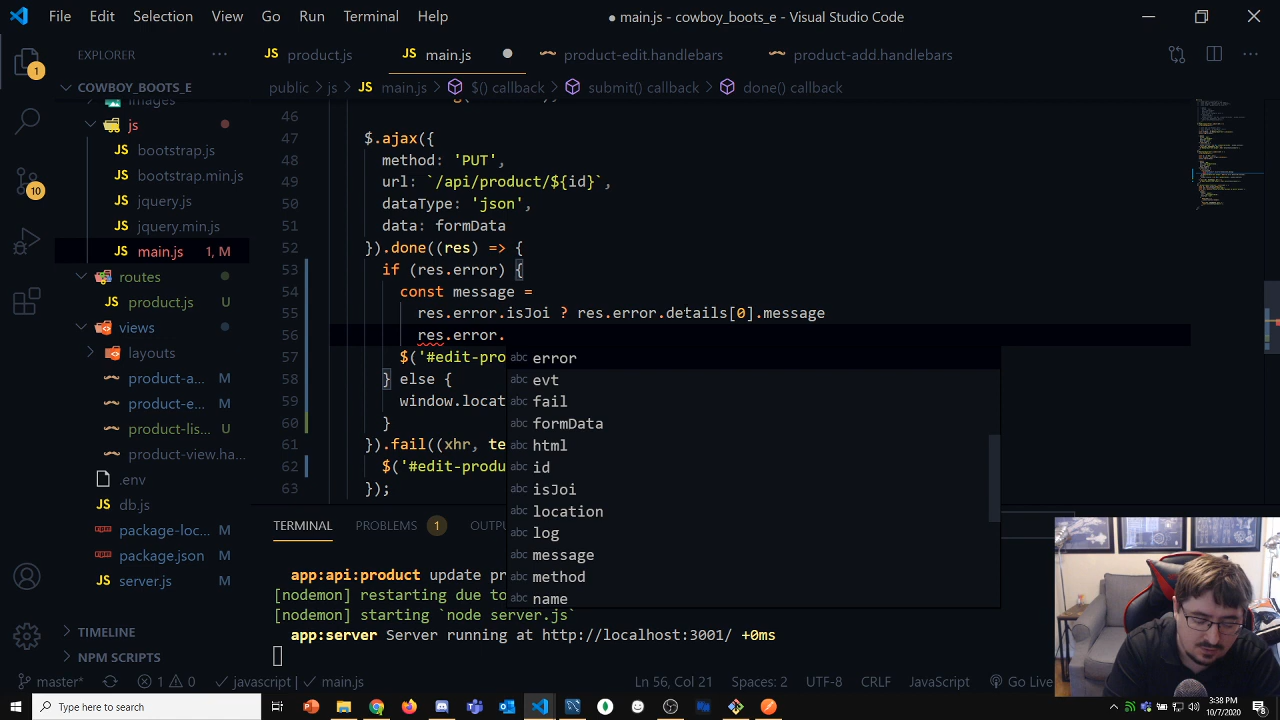 File Edit Selection View Go Run Terminal Help
● main.js - cowboy_boots_e - Visual Studio Code
EXPLORER
JS product.js
JS main.js
product-edit.handlebars
product-add.handlebars
COWBOY_BOOTS_E
public > js > JS main.js > $() callback > submit() callback > done() callback
images
js
JS bootstrap.js
JS bootstrap.min.js
JS jquery.js
JS jquery.min.js
JS main.js 1, M
routes
JS product.js U
views
layouts
product-a... M
product-e... M
product-lis... U
product-view.ha...
.env
JS db.js
package-loc... M
package.json M
JS server.js M
TIMELINE
NPM SCRIPTS
1
10
46
47 $.ajax({
48 method: 'PUT',
49 url: `/api/product/${id}`,
50 dataType: 'json',
51 data: formData
52 }).done((res) => {
53 if (res.error) {
54 const message =
55 res.error.isJoi ? res.error.details[0].message
56 res.error.
57 $('#edit-pro
58 } else {
59 window.locat
60 }
61 }).fail((xhr, te
62 $('#edit-produ
63 });
abc error
abc evt
abc fail
abc formData
abc html
abc id
abc isJoi
abc location
abc log
abc message
abc method
abc name
TERMINAL PROBLEMS 1 OUTPU
app:api:product update pr
[nodemon] restarting due to
[nodemon] starting `node server.js`
app:server Server running at http://localhost:3001/ +0ms
master* 1 0 javascript | main.js
Ln 56, Col 21 Spaces: 2 UTF-8 CRLF JavaScript Go Live
Type here to search
3:38 PM
10/7/2020
8